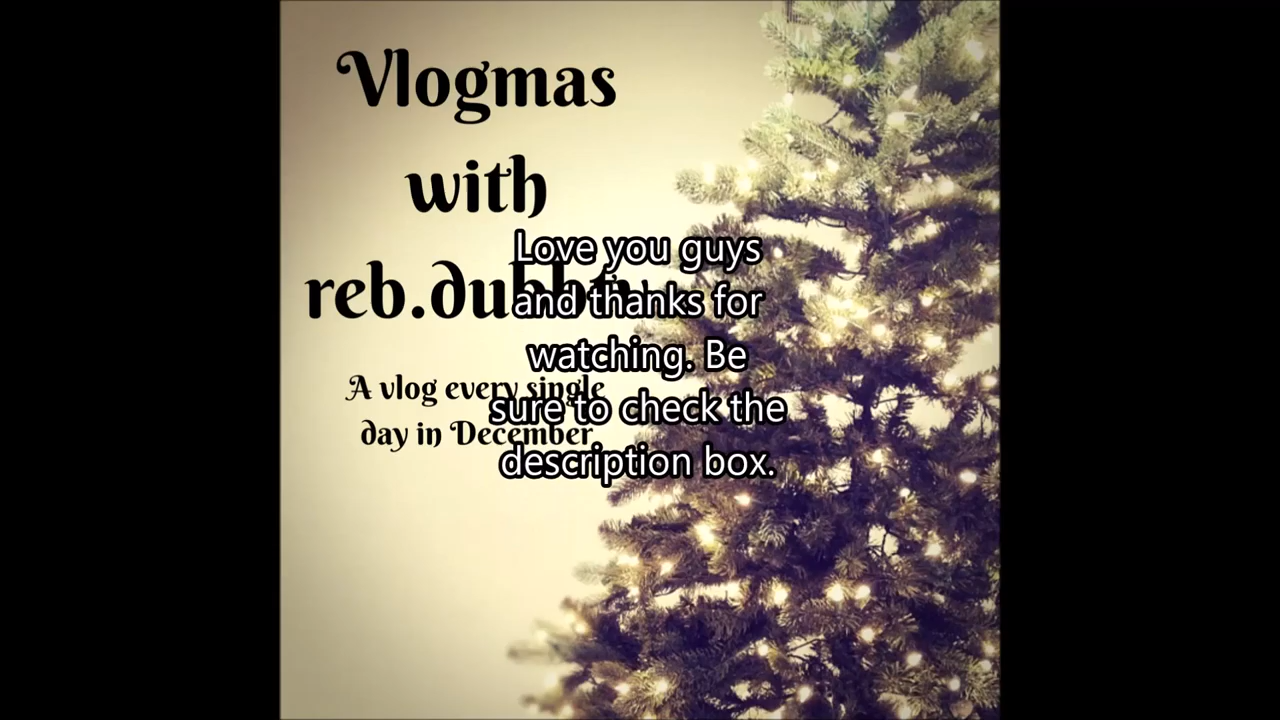 Vlogmas
with
A vlog every single
day in December
Love you guys
and thanks for
watching. Be
sure to check the
description box.